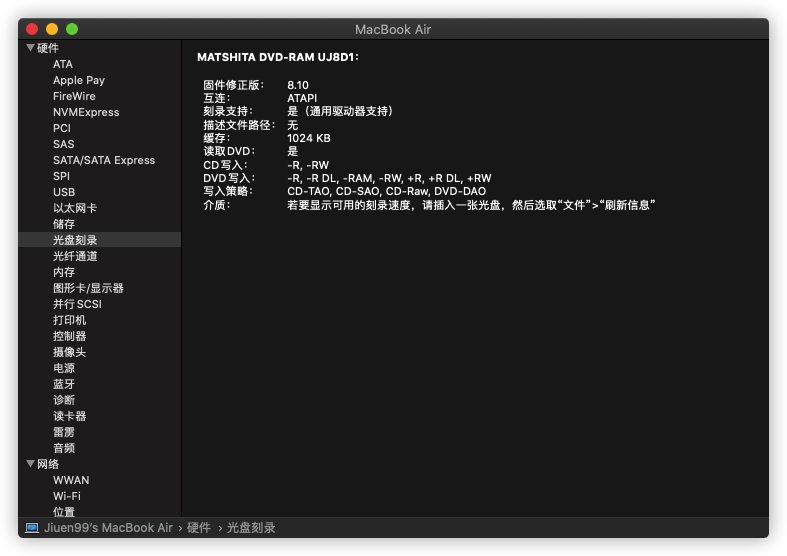 MacBook Air
硬件
ATA
Apple Pay
FireWire
NVMExpress
PCI
SAS
SATA/SATA Express
SPI
USB
以太网卡
储存
光盘刻录
光纤通道
内存
图形卡/显示器
并行 SCSI
打印机
控制器
摄像头
电源
蓝牙
诊断
读卡器
雷雳
音频
网络
WWAN
Wi-Fi
位置
MATSHITA DVD-RAM UJ8D1：
固件修正版： 8.10
互连： ATAPI
刻录支持： 是（通用驱动器支持）
描述文件路径： 无
缓存： 1024 KB
读取DVD： 是
CD写入： -R, -RW
DVD写入： -R, -R DL, -RAM, -RW, +R, +R DL, +RW
写入策略： CD-TAO, CD-SAO, CD-Raw, DVD-DAO
介质： 若要显示可用的刻录速度，请插入一张光盘，然后选取“文件”>“刷新信息”
Jiuen99’s MacBook Air › 硬件 › 光盘刻录